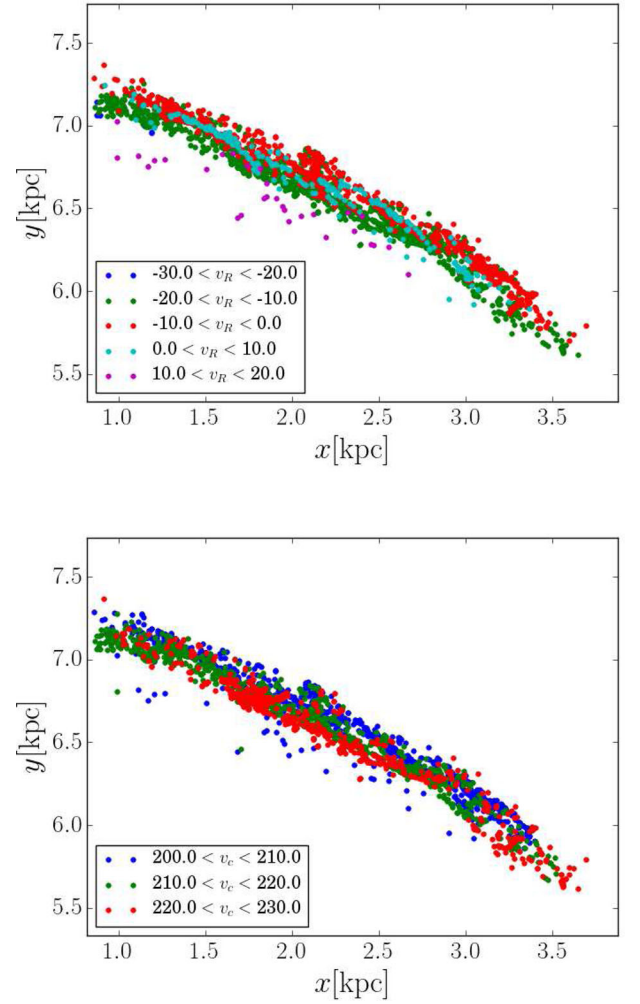 7.5
7.0
6.5
6.0
5.5
y[kpc]
-30.0 < v_R < -20.0
-20.0 < v_R < -10.0
-10.0 < v_R < 0.0
0.0 < v_R < 10.0
10.0 < v_R < 20.0
1.0 1.5 2.0 2.5 3.0 3.5
x[kpc]
7.5
7.0
6.5
6.0
5.5
y[kpc]
200.0 < v_c < 210.0
210.0 < v_c < 220.0
220.0 < v_c < 230.0
1.0 1.5 2.0 2.5 3.0 3.5
x[kpc]